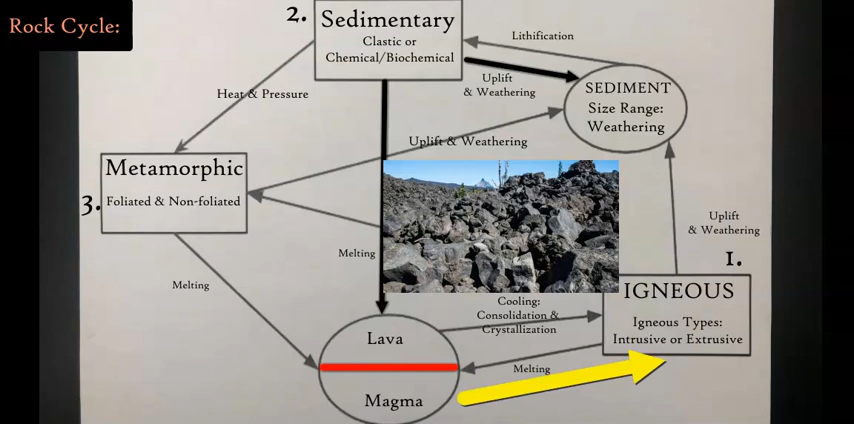 Rock Cycle:
2.
Sedimentary
Clastic or
Chemical/Biochemical
Lithification
Uplift
& Weathering
SEDIMENT
Size Range:
Weathering
Heat & Pressure
Uplift & Weathering
Metamorphic
3.
Foliated & Non-foliated
Uplift
& Weathering
Melting
1.
Melting
IGNEOUS
Igneous Types:
Intrusive or Extrusive
Cooling:
Consolidation &
Crystallization
Lava
Melting
Magma